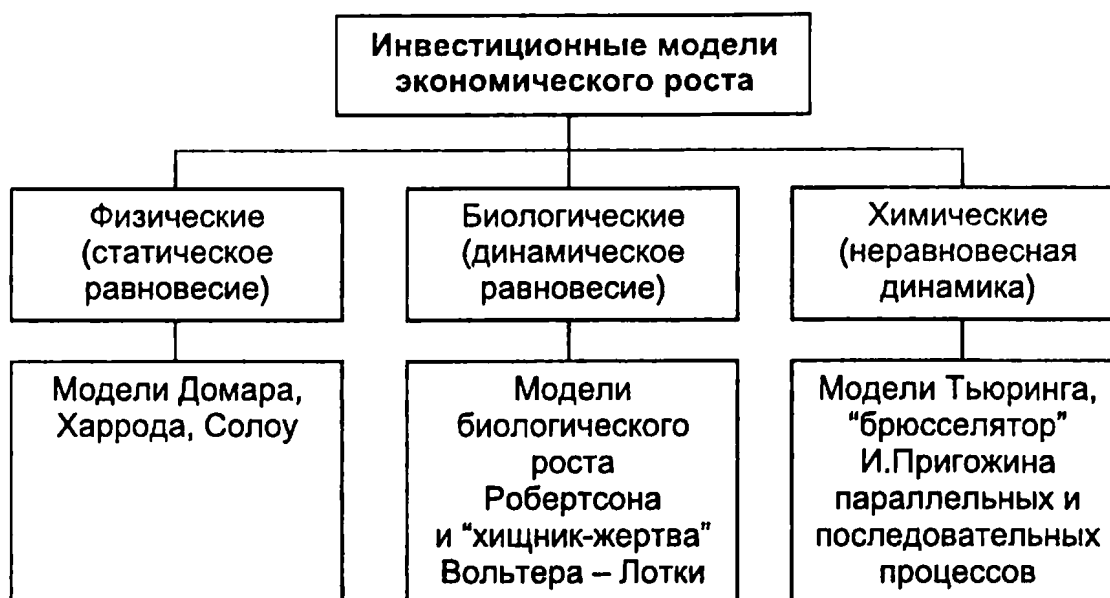 Инвестиционные модели
экономического роста
Физические
(статическое
равновесие)
Биологические
(динамическое
равновесие)
Химические
(неравновесная
динамика)
Модели Домара,
Харрода, Солоу
Модели
биологического
роста
Робертсона
и "хищник-жертва"
Вольтера – Лотки
Модели Тьюринга,
"брюсселятор"
И.Пригожина
параллельных и
последовательных
процессов